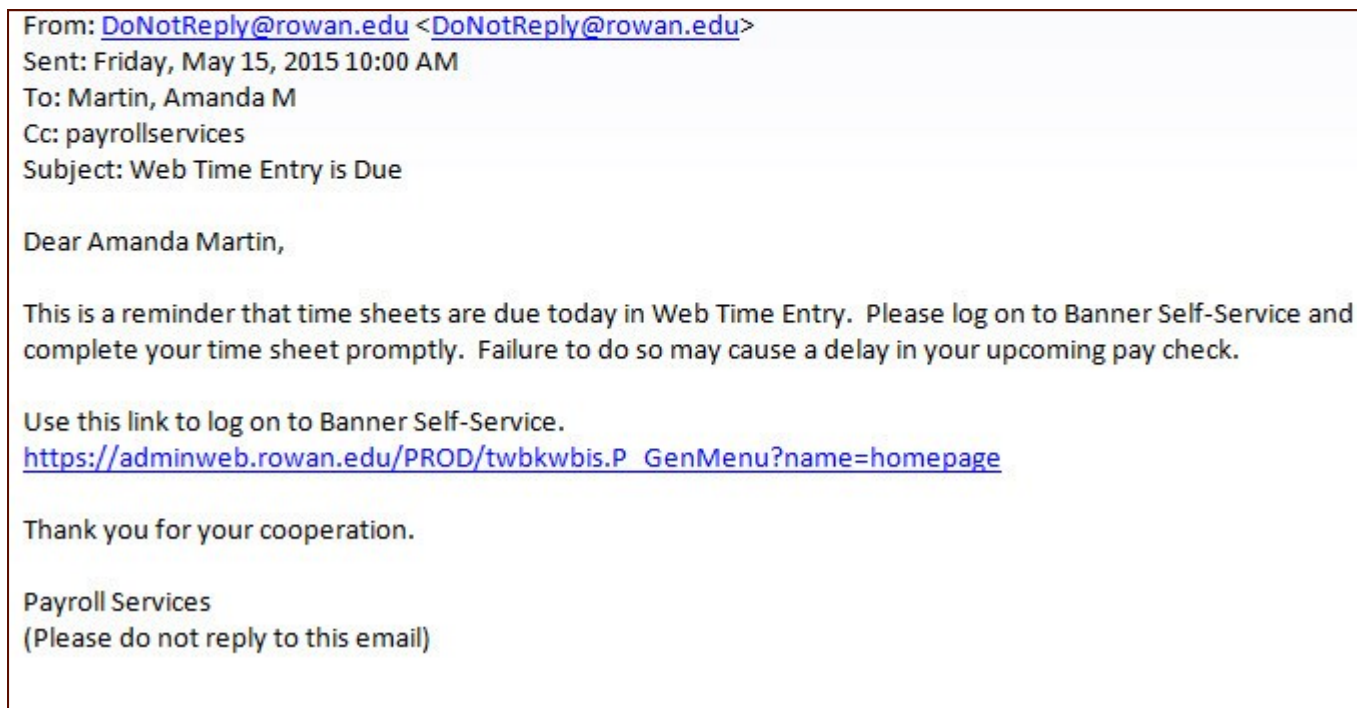 From: DoNotReply@rowan.edu <DoNotReply@rowan.edu>
Sent: Friday, May 15, 2015 10:00 AM
To: Martin, Amanda M
Cc: payrollservices
Subject: Web Time Entry is Due
Dear Amanda Martin,
This is a reminder that time sheets are due today in Web Time Entry.  Please log on to Banner Self-Service and
complete your time sheet promptly.  Failure to do so may cause a delay in your upcoming pay check.
Use this link to log on to Banner Self-Service.
https://adminweb.rowan.edu/PROD/twbkwbis.P_GenMenu?name=homepage
Thank you for your cooperation.
Payroll Services
(Please do not reply to this email)